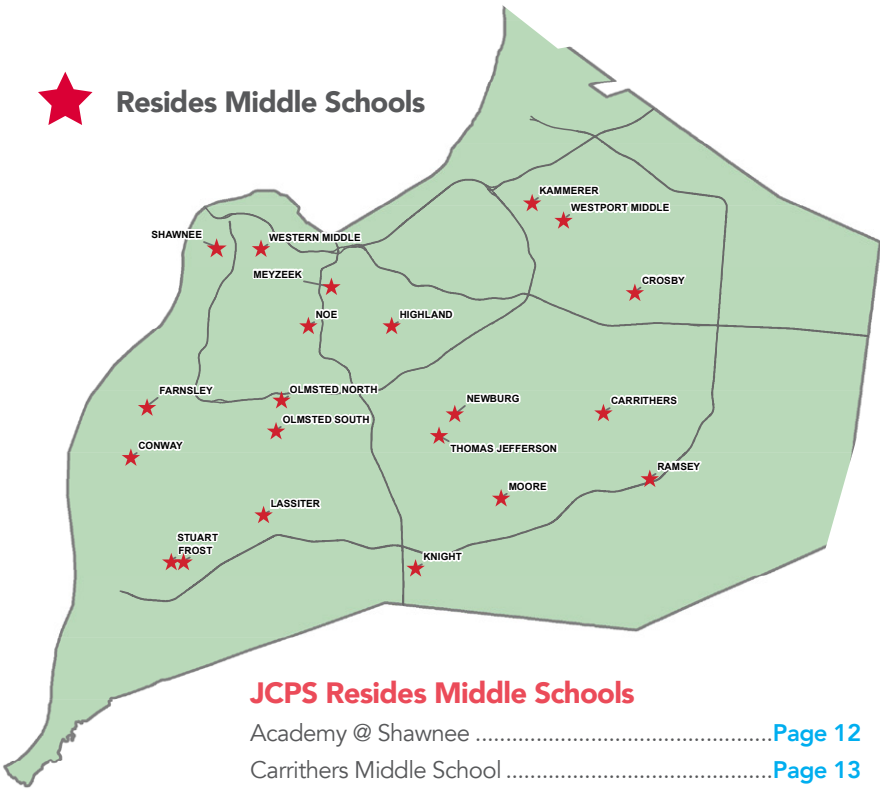 Resides Middle Schools
KAMMERER
WESTPORT MIDDLE
SHAWNEE
WESTERN MIDDLE
MEYZEEK
CROSBY
NOE
HIGHLAND
FARNSLEY
OLMSTED NORTH
NEWBURG
CARRITHERS
OLMSTED SOUTH
CONWAY
THOMAS JEFFERSON
RAMSEY
MOORE
LASSITER
STUART
FROST
KNIGHT
JCPS Resides Middle Schools
Academy @ Shawnee ................................................................Page 12
Carrithers Middle School ..........................................................Page 13